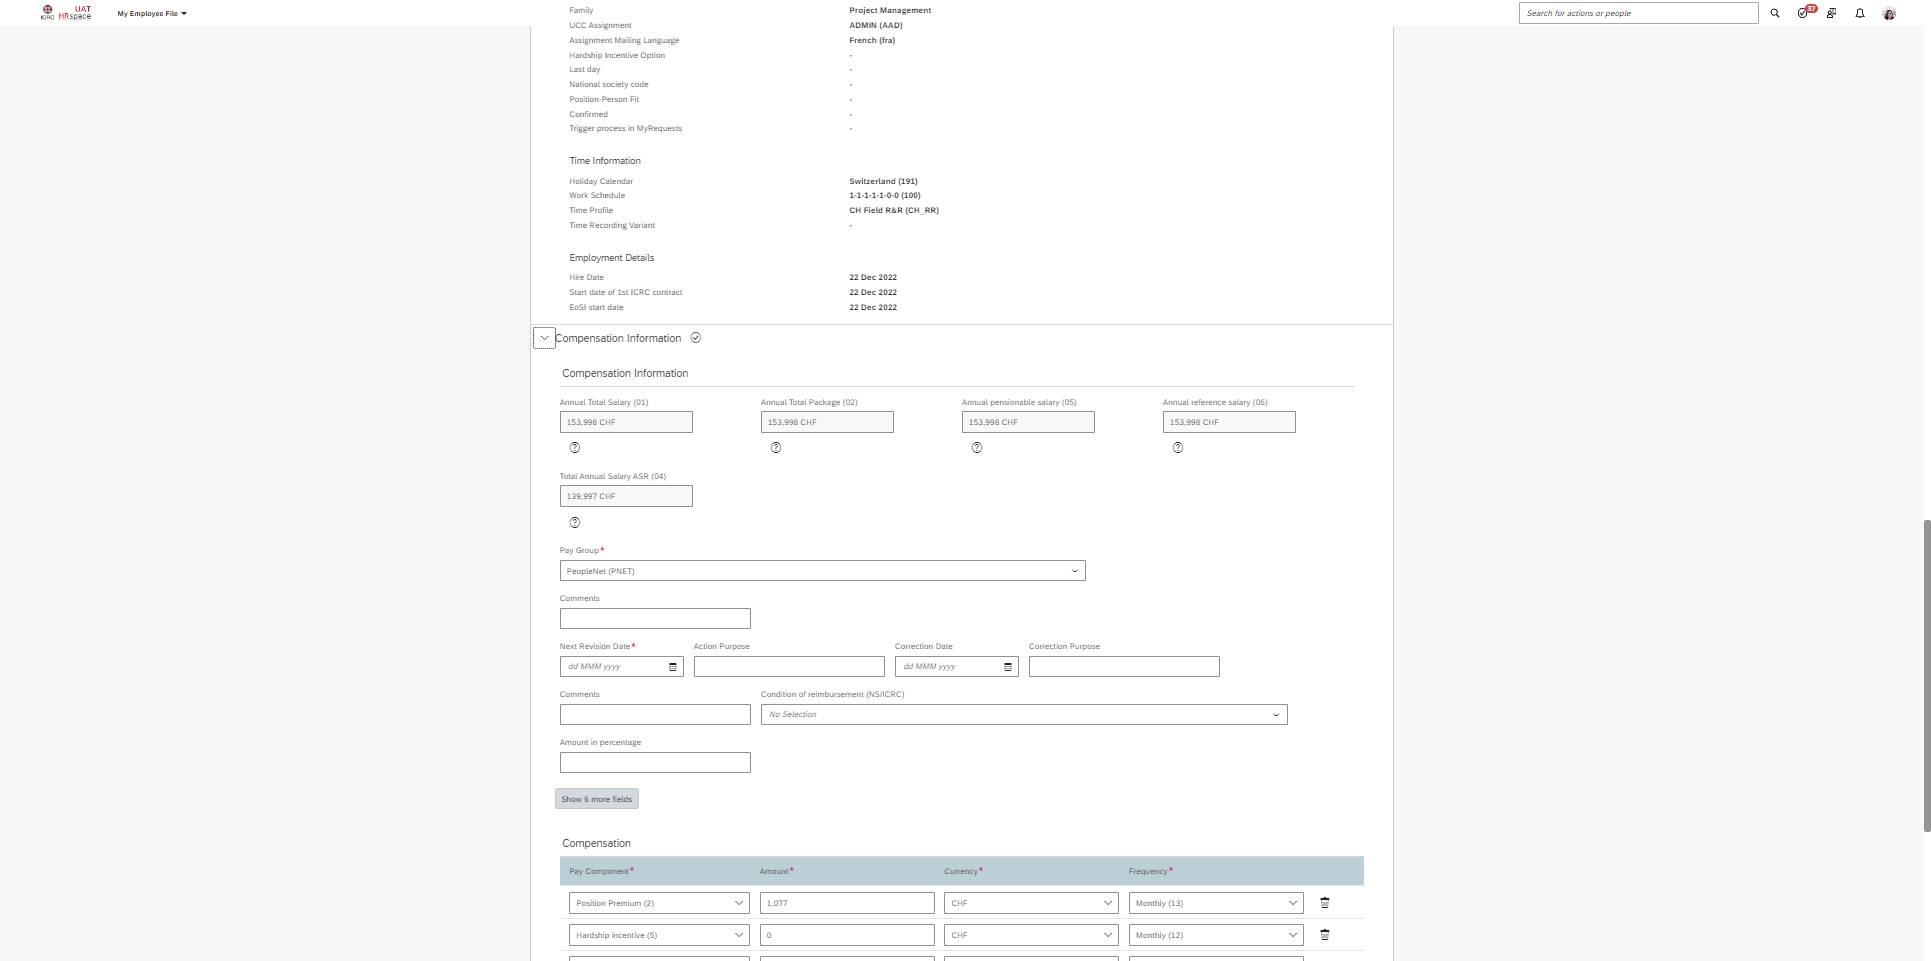 ICRC
UAT
HRspace
My Employee File
Search for actions or people
37
Family Project Management
UCC Assignment ADMIN (AAD)
Assignment Mailing Language French (fra)
Hardship Incentive Option -
Last day -
National society code -
Position-Person Fit -
Confirmed -
Trigger process in MyRequests -
Time Information
Holiday Calendar Switzerland (191)
Work Schedule 1-1-1-1-1-0-0 (100)
Time Profile CH Field R&R (CH_RR)
Time Recording Variant -
Employment Details
Hire Date 22 Dec 2022
Start date of 1st ICRC contract 22 Dec 2022
EoSI start date 22 Dec 2022
Compensation Information
Compensation Information
Annual Total Salary (01) Annual Total Package (02) Annual pensionable salary (05) Annual reference salary (06)
153,998 CHF 153,998 CHF 153,998 CHF 153,998 CHF
Total Annual Salary ASR (04)
139,997 CHF
Pay Group*
PeopleNet (PNET)
Comments
Next Revision Date* Action Purpose Correction Date Correction Purpose
dd MMM yyyy dd MMM yyyy
Comments Condition of reimbursement (NS/ICRC)
No Selection
Amount in percentage
Show 6 more fields
Compensation
Pay Component* Amount* Currency* Frequency*
Position Premium (2) 1,077 CHF Monthly (13)
Hardship incentive (5) 0 CHF Monthly (12)